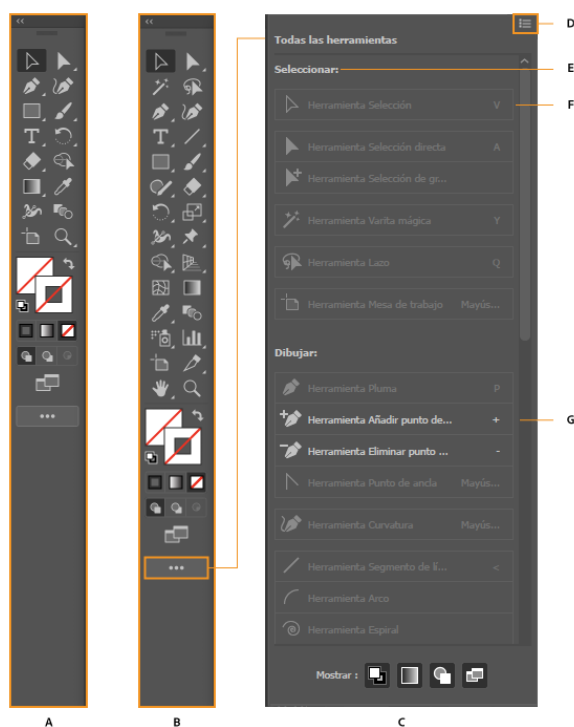 D
Todas las herramientas
Seleccionar:
E
Herramienta Selección V
F
Herramienta Selección directa A
Herramienta Selección de gr...
Herramienta Varita mágica Y
Herramienta Lazo Q
Herramienta Mesa de trabajo Mayús...
Dibujar:
Herramienta Pluma P
Herramienta Añadir punto de... +
G
Herramienta Eliminar punto ... -
Herramienta Punto de ancla Mayús...
Herramienta Curvatura Mayús...
Herramienta Segmento de lí... <
Herramienta Arco
Herramienta Espiral
Mostrar :
A B C